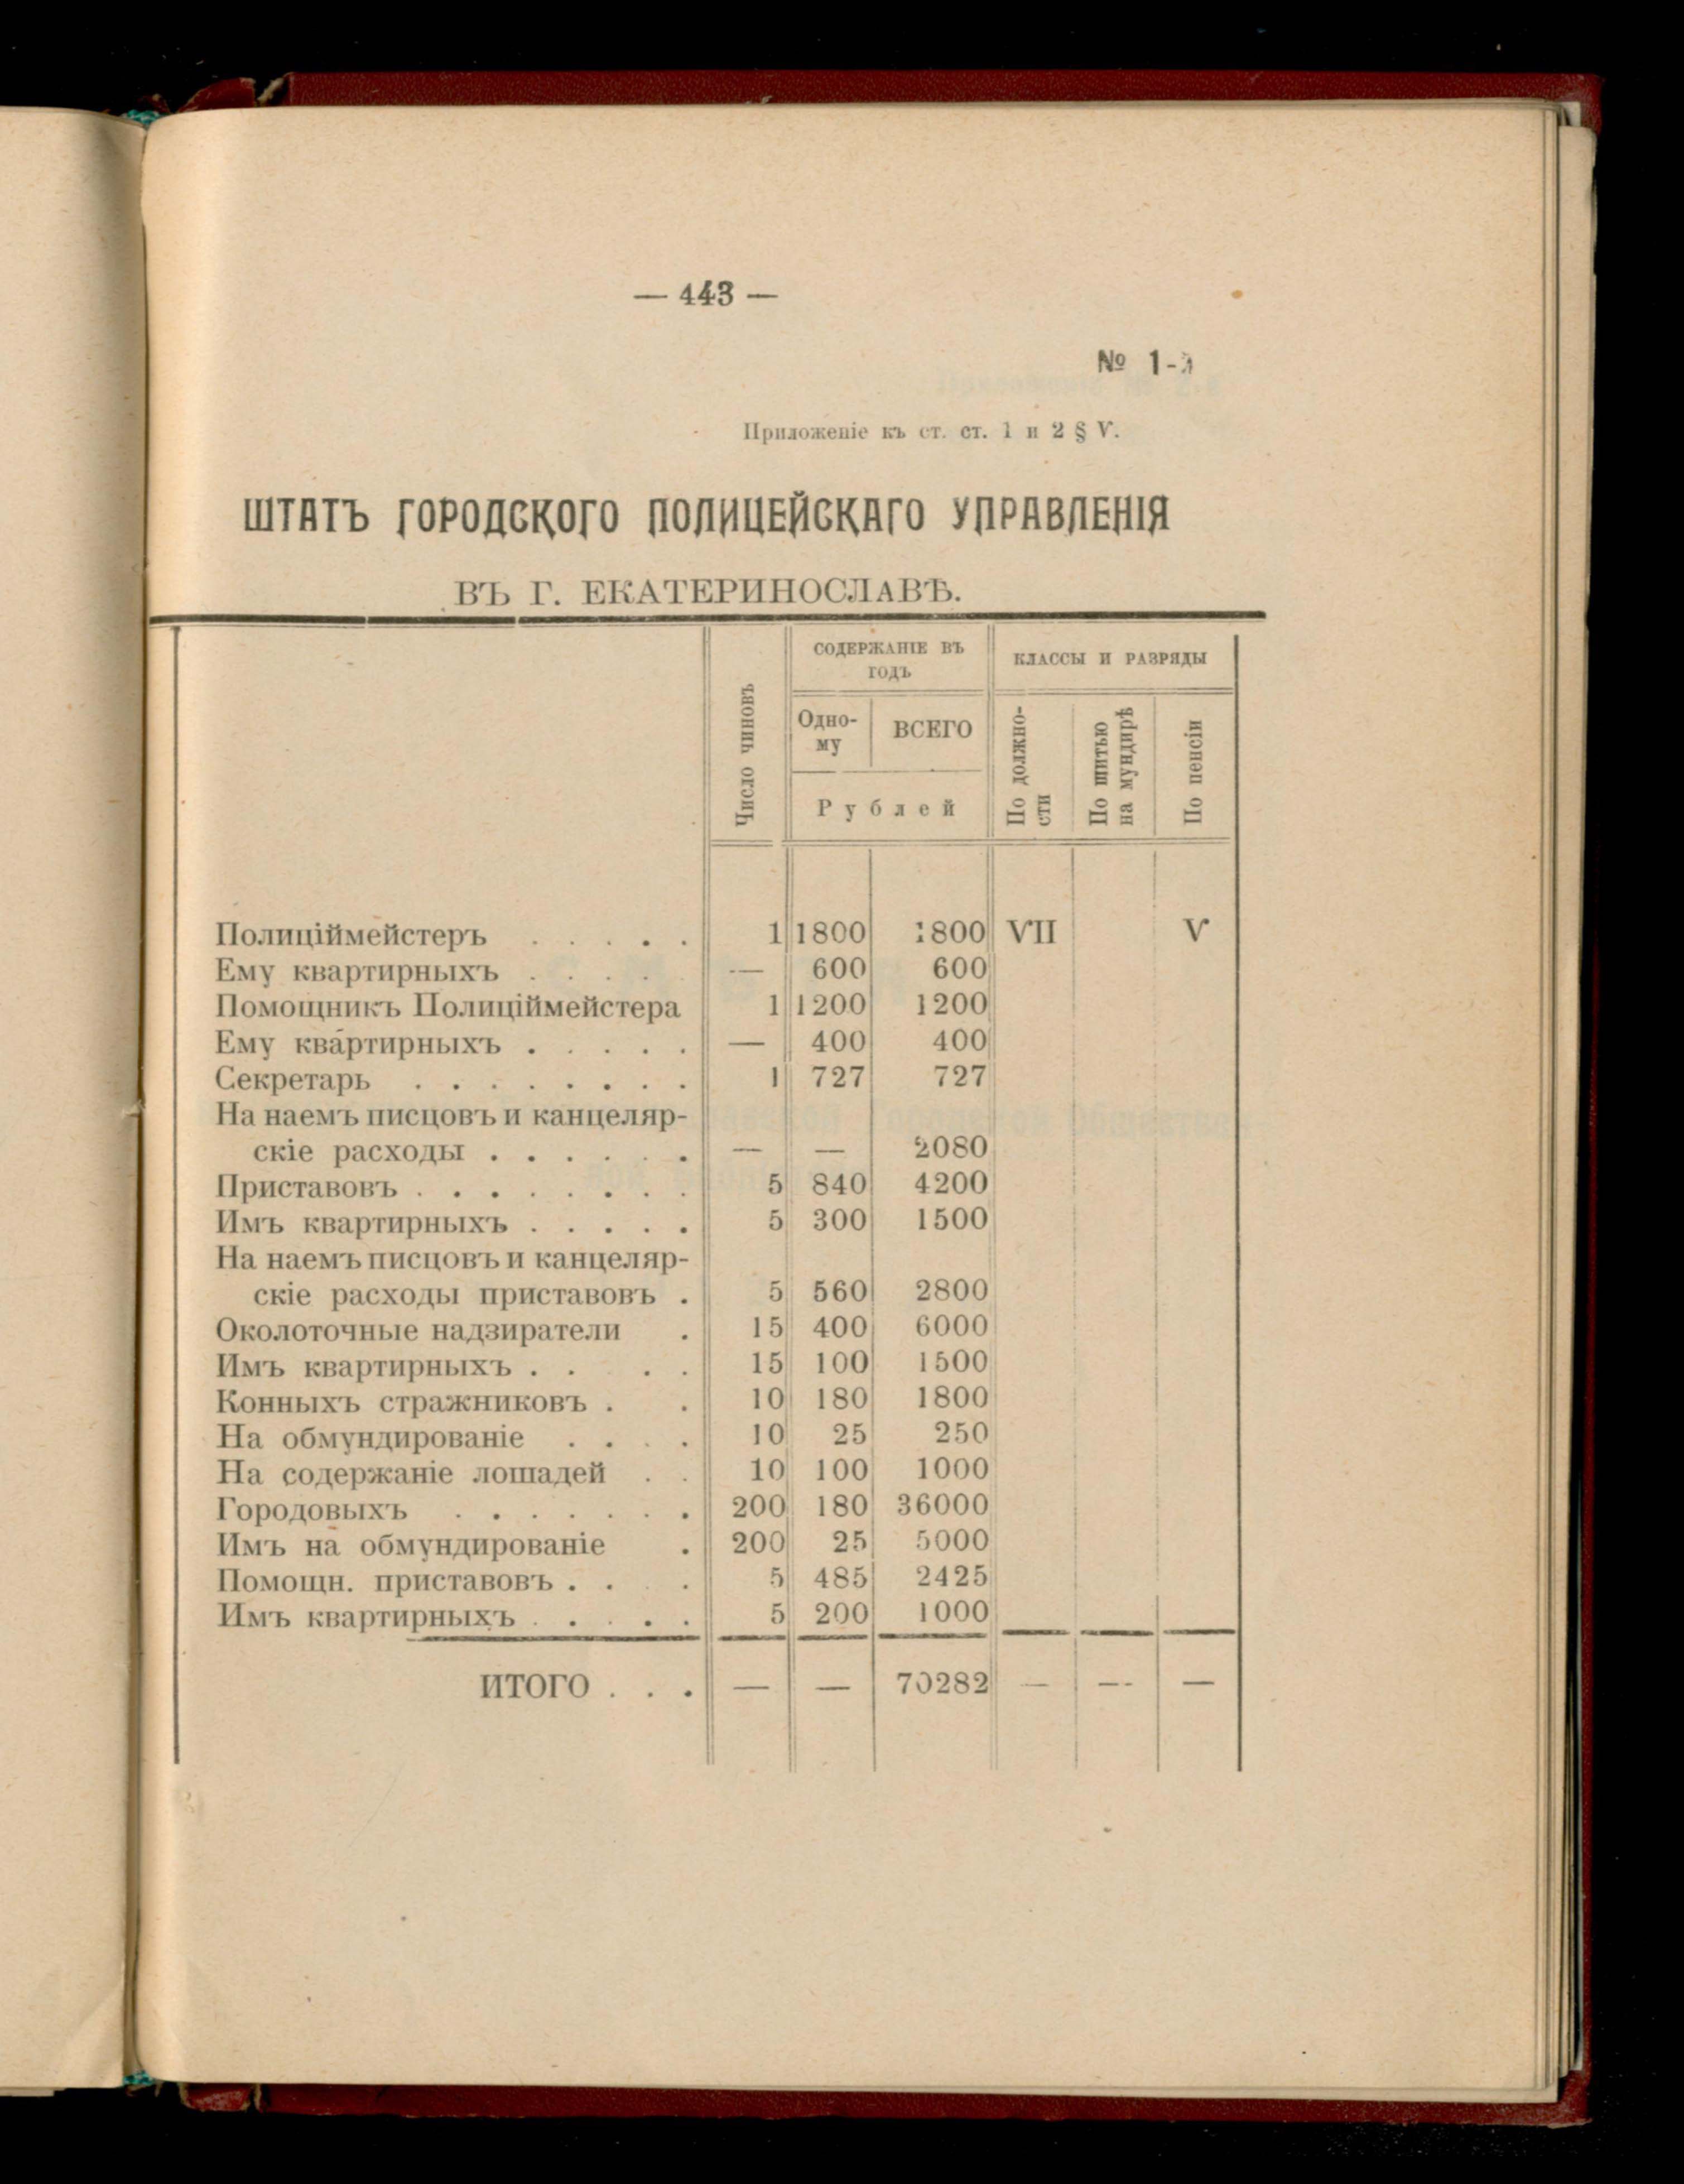 — 443 —
№ 1-
Приложеніе къ ст. ст. 1 и 2 § V.
ШТАТЪ ГОРОДСКОГО ПОЛИЦЕЙСКАГО УПРАВЛЕНІЯ
ВЪ Г. ЕКАТЕРИНОСЛАВѢ.
Число чиновъ
СОДЕРЖАНІЕ ВЪ
ГОДЪ
КЛАССЫ И РАЗРЯДЫ
Одно-
му
ВСЕГО
Рублей
По должно-
сти
По шитью
на мундирѣ
По пенсіи
Полиціймейстеръ . . . . . 1 1800 1800 VII V
Ему квартирныхъ . . . . — 600 600
Помощникъ Полиціймейстера 1 1200 1200
Ему квартирныхъ . . . . . — 400 400
Секретарь . . . . . . . . 1 727 727
На наемъ писцовъ и канцеляр-
скіе расходы . . . . . . — — 2080
Приставовъ . . . . . . . . 5 840 4200
Имъ квартирныхъ . . . . . 5 300 1500
На наемъ писцовъ и канцеляр-
скіе расходы приставовъ . 5 560 2800
Околоточные надзиратели . 15 400 6000
Имъ квартирныхъ . . . . 15 100 1500
Конныхъ стражниковъ . . 10 180 1800
На обмундированіе . . . . 10 25 250
На содержаніе лошадей . . 10 100 1000
Городовыхъ . . . . . . . 200 180 36000
Имъ на обмундированіе . 200 25 5000
Помощн. приставовъ . . . . 5 485 2425
Имъ квартирныхъ . . . . . 5 200 1000
ИТОГО . . . — — 70282 — — —